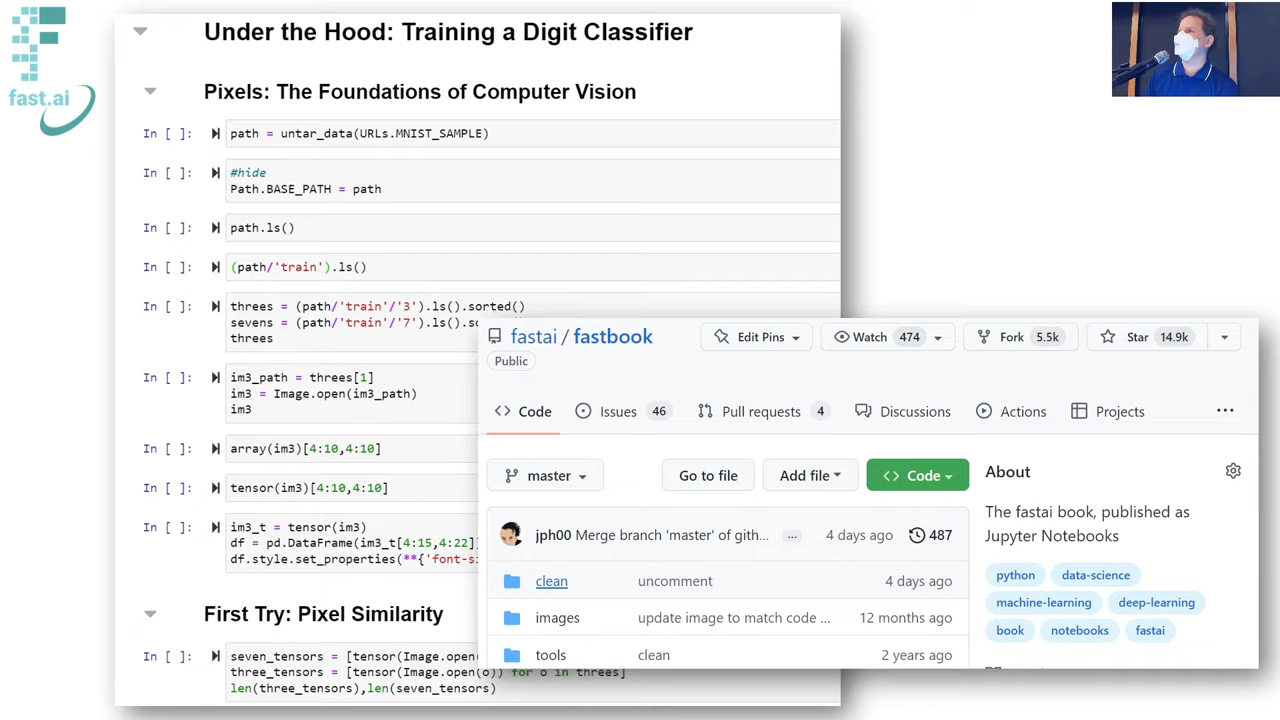 fast.ai
Under the Hood: Training a Digit Classifier
Pixels: The Foundations of Computer Vision
In [ ]: path = untar_data(URLs.MNIST_SAMPLE)
In [ ]: #hide
Path.BASE_PATH = path
In [ ]: path.ls()
In [ ]: (path/'train').ls()
In [ ]: threes = (path/'train'/'3').ls().sorted()
sevens = (path/'train'/'7').ls().so
threes
In [ ]: im3_path = threes[1]
im3 = Image.open(im3_path)
im3
In [ ]: array(im3)[4:10,4:10]
In [ ]: tensor(im3)[4:10,4:10]
In [ ]: im3_t = tensor(im3)
df = pd.DataFrame(im3_t[4:15,4:22]
df.style.set_properties(**{'font-si
First Try: Pixel Similarity
In [ ]: seven_tensors = [tensor(Image.open(
three_tensors = [tensor(Image.open(o)) for o in threes]
len(three_tensors),len(seven_tensors)
fastai / fastbook
Edit Pins
Watch 474
Fork 5.5k
Star 14.9k
Public
Code
Issues 46
Pull requests 4
Discussions
Actions
Projects
...
master
Go to file
Add file
Code
jph00 Merge branch 'master' of gith... ... 4 days ago 487
clean uncomment 4 days ago
images update image to match code ... 12 months ago
tools clean 2 years ago
About
The fastai book, published as
Jupyter Notebooks
python data-science
machine-learning deep-learning
book notebooks fastai